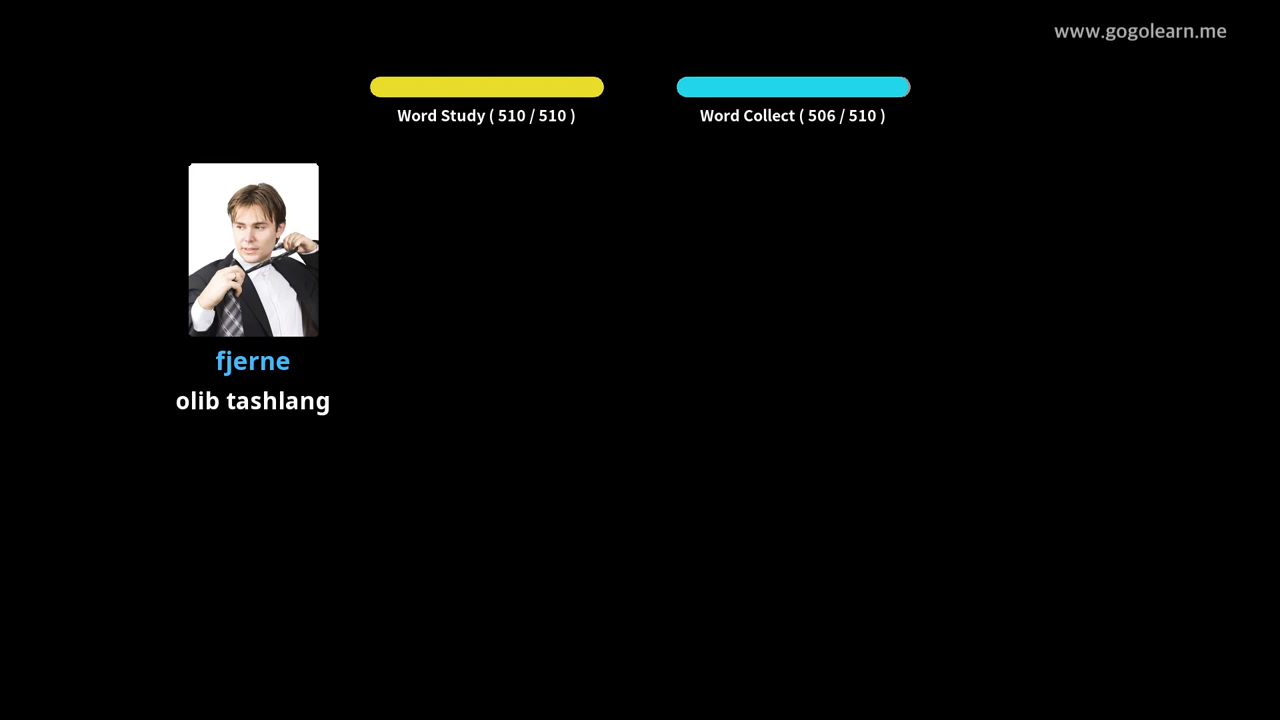 www.gogolearn.me
Word Study ( 510 / 510 )
Word Collect ( 506 / 510 )
fjerne
olib tashlang